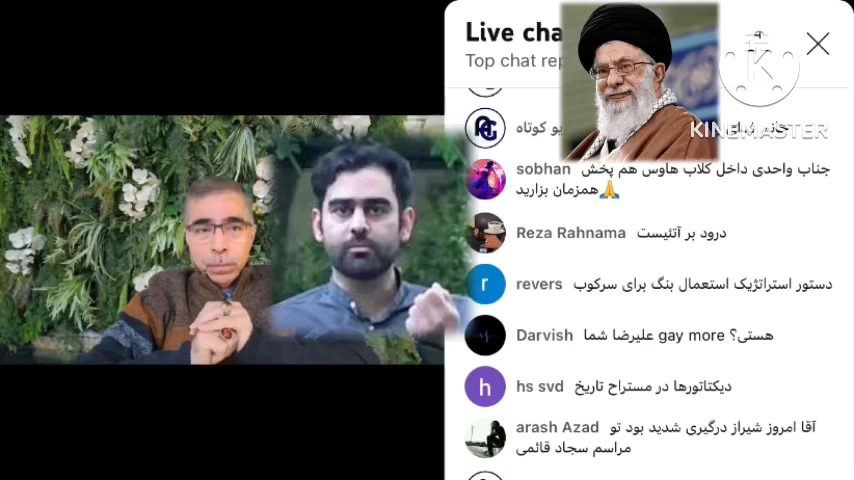 Live cha
Top chat rep
KINEMASTER
یو کوتاه
sobhan جناب واحدی داخل کلاب هاوس هم پخش
همزمان بزارید🙏
Reza Rahnama درود بر آتئیست
revers دستور استراتژیک استعمال بنگ برای سرکوب
Darvish علیرضا شما gay more هستی؟
hs svd دیکتاتورها در مستراح تاریخ
arash Azad آقا امروز شیراز درگیری شدید بود تو
مراسم سجاد قائمی